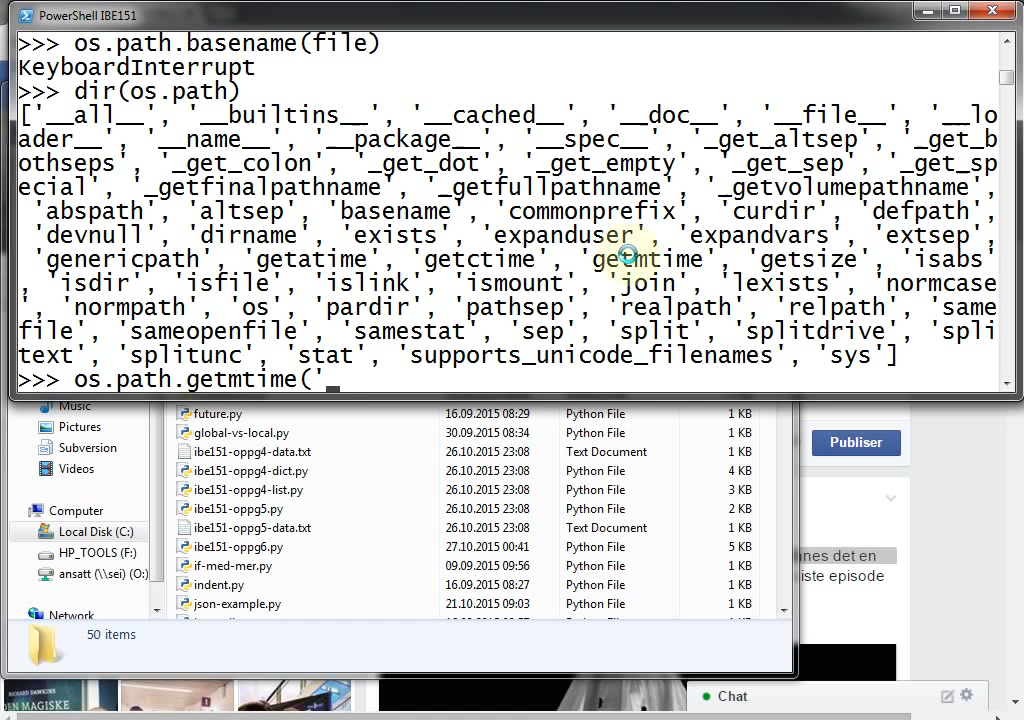 PowerShell IBE151
>>> os.path.basename(file)
KeyboardInterrupt
>>> dir(os.path)
['__all__', '__builtins__', '__cached__', '__doc__', '__file__', '__lo
ader__', '__name__', '__package__', '__spec__', '_get_altsep', '_get_b
othseps', '_get_colon', '_get_dot', '_get_empty', '_get_sep', '_get_sp
ecial', '_getfinalpathname', '_getfullpathname', '_getvolumepathname',
'abspath', 'altsep', 'basename', 'commonprefix', 'curdir', 'defpath',
'devnull', 'dirname', 'exists', 'expanduser', 'expandvars', 'extsep',
'genericpath', 'getatime', 'getctime', 'getmtime', 'getsize', 'isabs'
, 'isdir', 'isfile', 'islink', 'ismount', 'join', 'lexists', 'normcase
', 'normpath', 'os', 'pardir', 'pathsep', 'realpath', 'relpath', 'same
file', 'sameopenfile', 'samestat', 'sep', 'split', 'splitdrive', 'spli
text', 'splitunc', 'stat', 'supports_unicode_filenames', 'sys']
>>> os.path.getmtime('
Music
Pictures
Subversion
Videos
Computer
Local Disk (C:)
HP_TOOLS (F:)
ansatt (\\sei) (O:)
Network
future.py 16.09.2015 08:29 Python File 1 KB
global-vs-local.py 30.09.2015 08:34 Python File 1 KB
ibe151-oppg4-data.txt 26.10.2015 23:08 Text Document 1 KB
ibe151-oppg4-dict.py 26.10.2015 23:08 Python File 4 KB
ibe151-oppg4-list.py 26.10.2015 23:08 Python File 3 KB
ibe151-oppg5.py 26.10.2015 23:08 Python File 2 KB
ibe151-oppg5-data.txt 26.10.2015 23:08 Text Document 1 KB
ibe151-oppg6.py 27.10.2015 00:41 Python File 5 KB
if-med-mer.py 09.09.2015 09:56 Python File 1 KB
indent.py 16.09.2015 08:27 Python File 1 KB
json-example.py 21.10.2015 09:03 Python File 1 KB
50 items
Publiser
nnes det en
iste episode
RICHARD DAWKINS
DEN MAGISKE
Chat